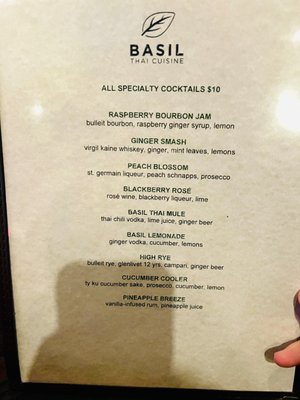 BASIL
THAI CUISINE
ALL SPECIALTY COCKTAILS $10
RASPBERRY BOURBON JAM
bulleit bourbon, raspberry ginger syrup, lemon
GINGER SMASH
virgil kaine whiskey, ginger, mint leaves, lemons
PEACH BLOSSOM
st. germain liqueur, peach schnapps, prosecco
BLACKBERRY ROSÉ
rosé wine, blackberry liqueur, lime
BASIL THAI MULE
thai chili vodka, lime juice, ginger beer
BASIL LEMONADE
ginger vodka, cucumber, lemons
HIGH RYE
bulleit rye, glenlivet 12 yrs, campari, ginger beer
CUCUMBER COOLER
ty ku cucumber sake, prosecco, cucumber, lemon
PINEAPPLE BREEZE
vanilla-infused rum, pineapple juice